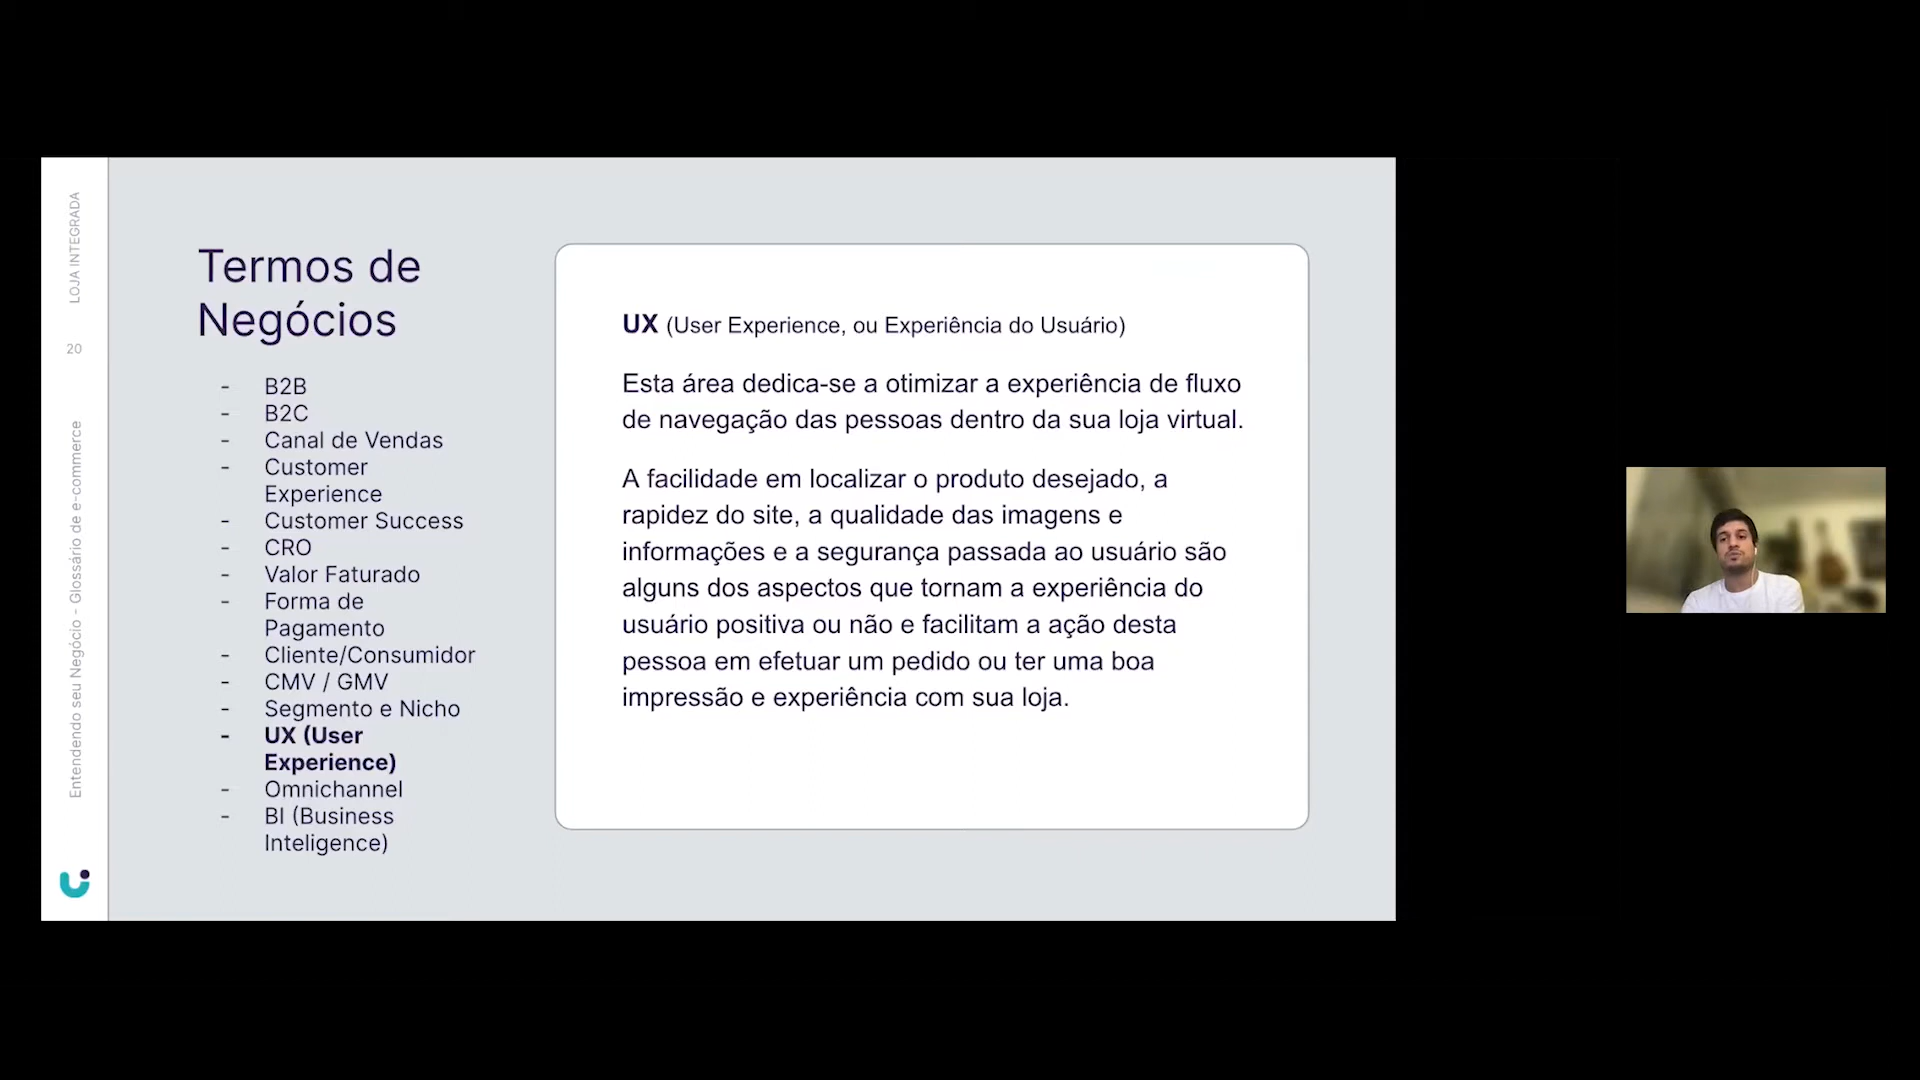 LOJA INTEGRADA
20
Entendendo seu Negócio - Glossário de e-commerce
Termos de
Negócios
- B2B
- B2C
- Canal de Vendas
- Customer
Experience
- Customer Success
- CRO
- Valor Faturado
- Forma de
Pagamento
- Cliente/Consumidor
- CMV / GMV
- Segmento e Nicho
- UX (User
Experience)
- Omnichannel
- BI (Business
Inteligence)
UX (User Experience, ou Experiência do Usuário)
Esta área dedica-se a otimizar a experiência de fluxo
de navegação das pessoas dentro da sua loja virtual.
A facilidade em localizar o produto desejado, a
rapidez do site, a qualidade das imagens e
informações e a segurança passada ao usuário são
alguns dos aspectos que tornam a experiência do
usuário positiva ou não e facilitam a ação desta
pessoa em efetuar um pedido ou ter uma boa
impressão e experiência com sua loja.